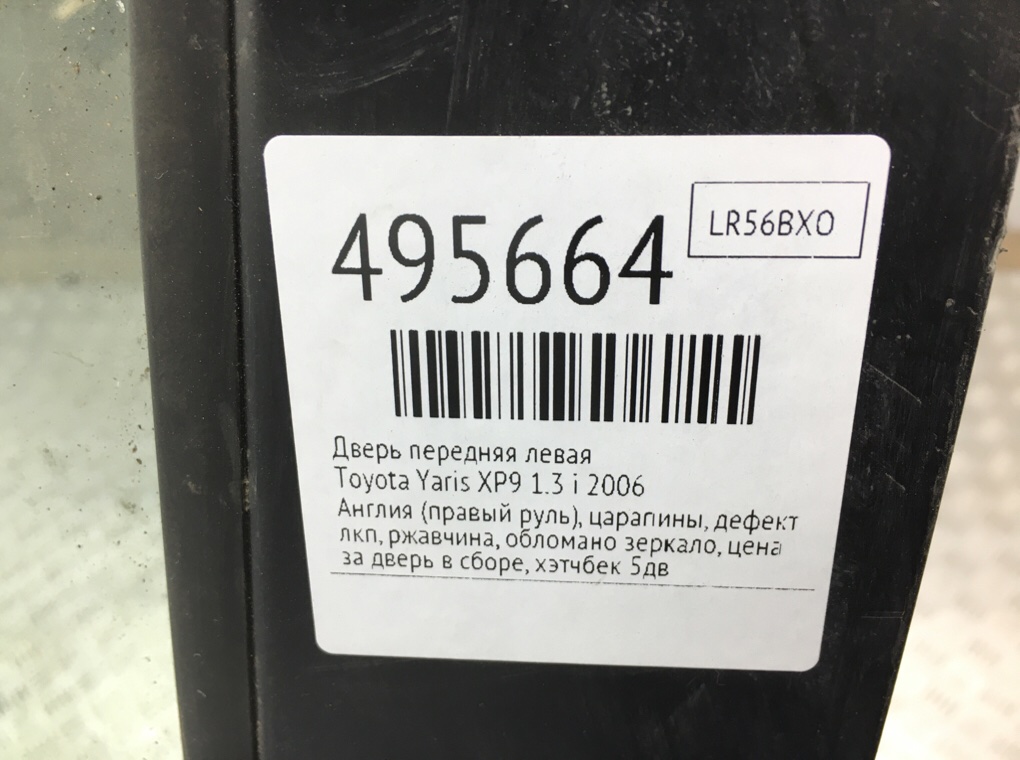 495664
LR56BXO
Дверь передняя левая
Toyota Yaris XP9 1.3 i 2006
Англия (правый руль), царапины, дефект
лкп, ржавчина, обломано зеркало, цена
за дверь в сборе, хэтчбек 5дв